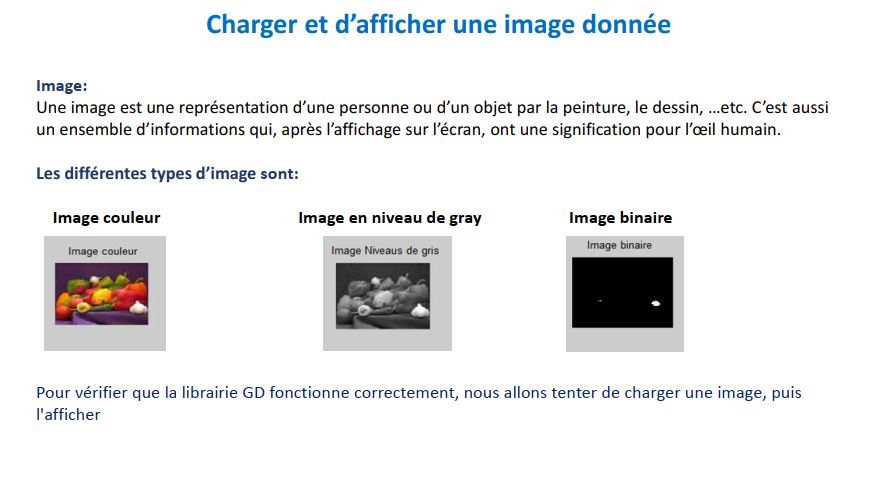 Charger et d’afficher une image donnée
Image:
Une image est une représentation d’une personne ou d’un objet par la peinture, le dessin, …etc. C’est aussi
un ensemble d’informations qui, après l’affichage sur l’écran, ont une signification pour l’œil humain.
Les différentes types d’image sont:
Image couleur
Image en niveau de gray
Image binaire
Image couleur
Image Niveaus de gris
Image binaire
Pour vérifier que la librairie GD fonctionne correctement, nous allons tenter de charger une image, puis
l'afficher